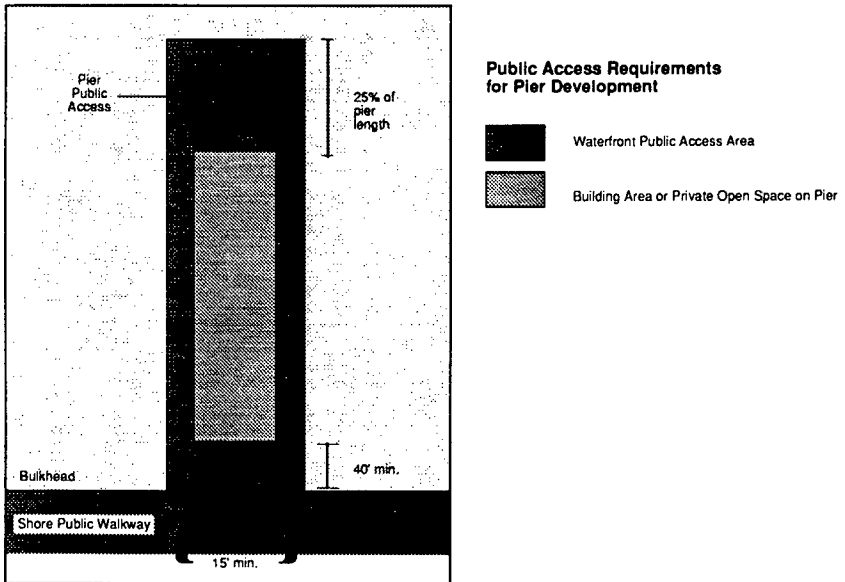 Pier
Public
Access
25% of
pier
length
40' min.
Bulkhead
Shore Public Walkway
15' min.
Public Access Requirements
for Pier Development
Waterfront Public Access Area
Building Area or Private Open Space on Pier